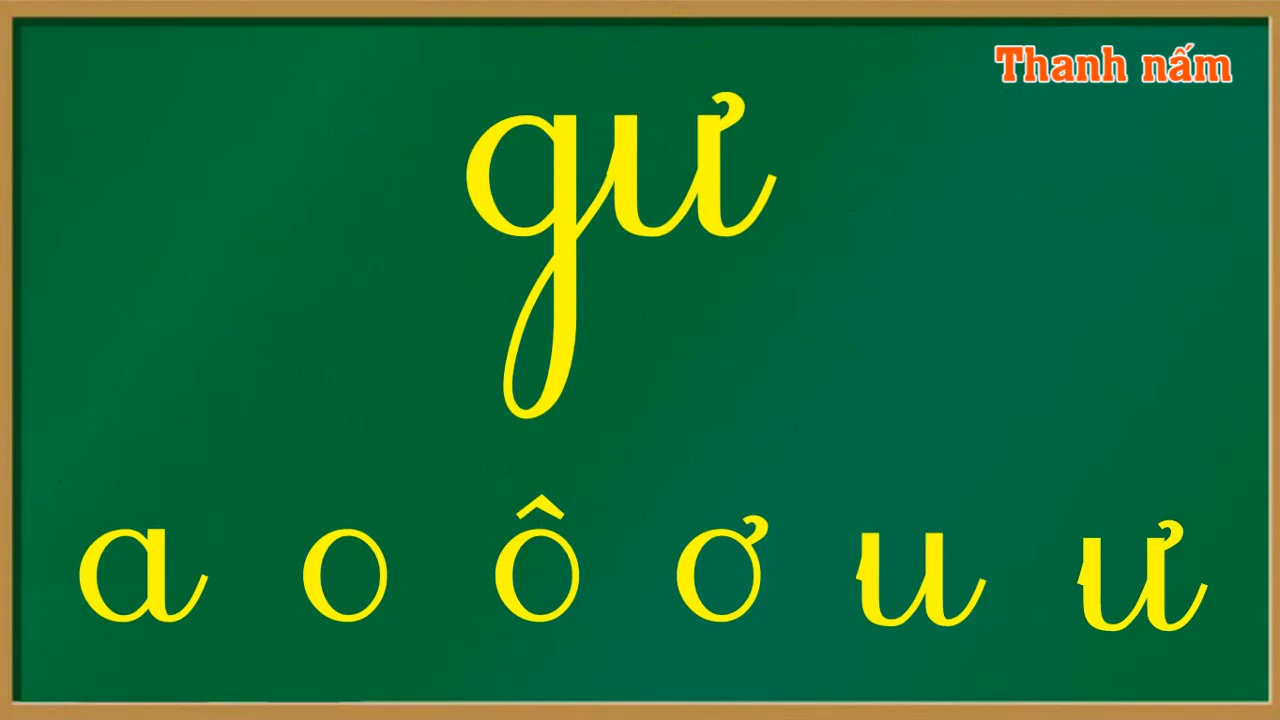 Thanh nấm
gư
a o ô ơ u ư